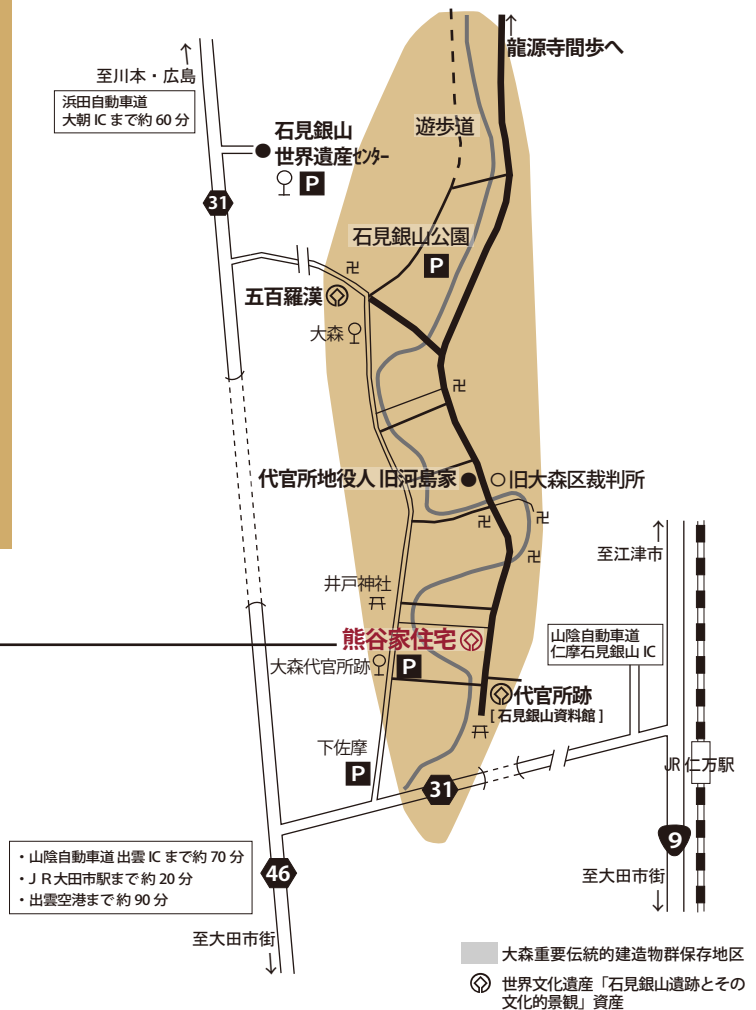 龍源寺間歩へ
至川本・広島
浜田自動車道
大朝 IC まで約 60 分
石見銀山
世界遺産センター
P
遊歩道
31
石見銀山公園
P
卍
五百羅漢
大森
卍
代官所地役人 旧河島家
旧大森区裁判所
卍
卍
卍
至江津市
井戸神社
山陰自動車道
仁摩石見銀山 IC
熊谷家住宅
大森代官所跡
P
代官所跡
[ 石見銀山資料館 ]
下佐摩
P
31
JR 仁万駅
9
・山陰自動車道 出雲 IC まで約 70 分
・ＪＲ大田市駅まで 約 20 分
・出雲空港まで 約 90 分
46
至大田市街
至大田市街
大森重要伝統的建造物群保存地区
世界文化遺産「石見銀山遺跡とその
文化的景観」資産